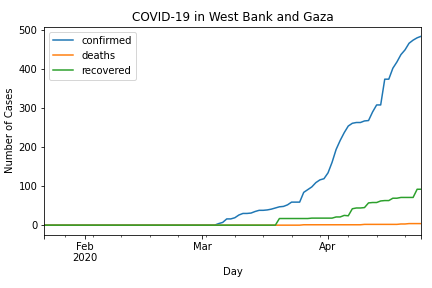 COVID-19 in West Bank and Gaza
confirmed
deaths
recovered
Number of Cases
500
400
300
200
100
0
Feb
2020
Mar
Apr
Day